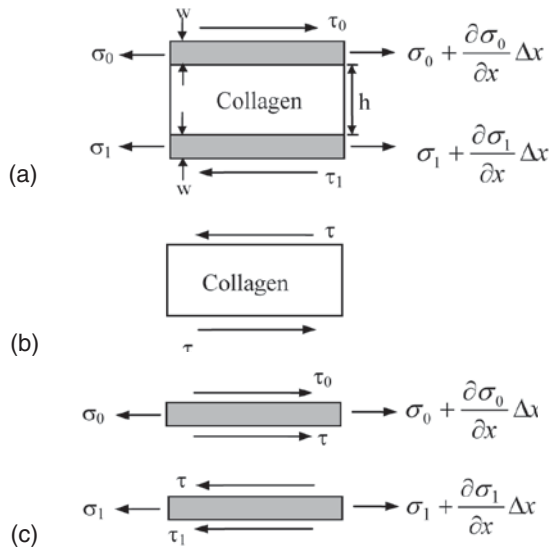 w
τ₀
σ₀
σ₀ + ∂σ₀/∂x Δx
Collagen
h
σ₁
σ₁ + ∂σ₁/∂x Δx
(a)
w
τ₁
τ
Collagen
(b)
τ
τ₀
σ₀
σ₀ + ∂σ₀/∂x Δx
τ
τ
σ₁
σ₁ + ∂σ₁/∂x Δx
(c)
τ₁